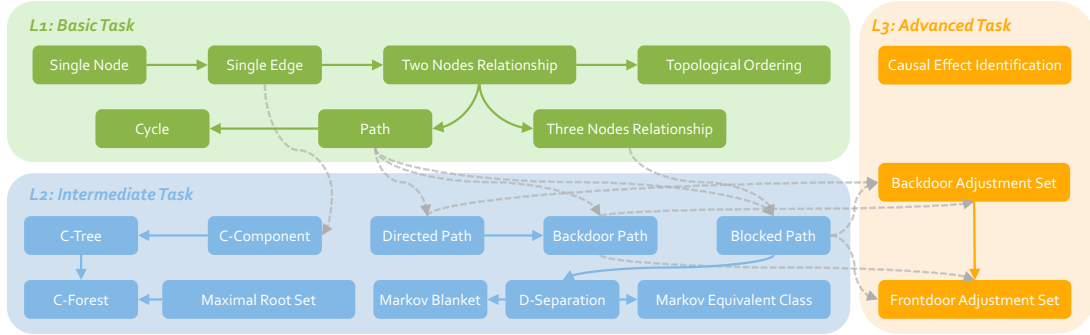 L1: Basic Task
Single Node
Single Edge
Two Nodes Relationship
Topological Ordering
Cycle
Path
Three Nodes Relationship
L2: Intermediate Task
C-Tree
C-Component
Directed Path
Backdoor Path
Blocked Path
C-Forest
Maximal Root Set
Markov Blanket
D-Separation
Markov Equivalent Class
L3: Advanced Task
Causal Effect Identification
Backdoor Adjustment Set
Frontdoor Adjustment Set